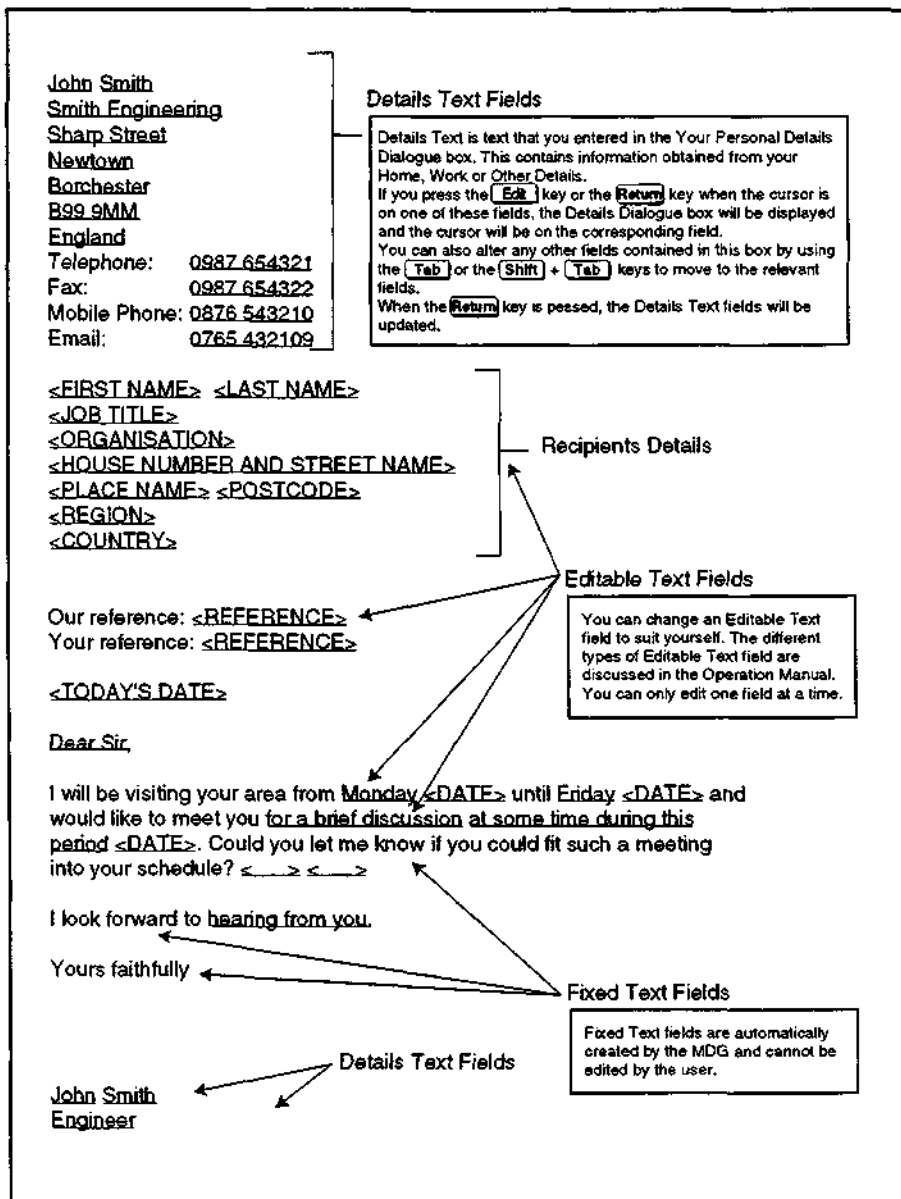 John Smith
Smith Engineering
Sharp Street
Newtown
Borchester
B99 9MM
England
Telephone: 0987 654321
Fax: 0987 654322
Mobile Phone: 0876 543210
Email: 0765 432109
Details Text Fields
Details Text is text that you entered in the Your Personal Details
Dialogue box. This contains information obtained from your
Home, Work or Other Details.
If you press the Edit key or the Return key when the cursor is
on one of these fields, the Details Dialogue box will be displayed
and the cursor will be on the corresponding field.
You can also alter any other fields contained in this box by using
the Tab or the Shift + Tab keys to move to the relevant
fields.
When the Return key is pessed, the Details Text fields will be
updated.
<FIRST NAME> <LAST NAME>
<JOB TITLE>
<ORGANISATION>
<HOUSE NUMBER AND STREET NAME>
<PLACE NAME> <POSTCODE>
<REGION>
<COUNTRY>
Recipients Details
Editable Text Fields
You can change an Editable Text
field to suit yourself. The different
types of Editable Text field are
discussed in the Operation Manual.
You can only edit one field at a time.
Our reference: <REFERENCE>
Your reference: <REFERENCE>
<TODAY'S DATE>
Dear Sir,
I will be visiting your area from Monday <DATE> until Friday <DATE> and
would like to meet you for a brief discussion at some time during this
period <DATE>. Could you let me know if you could fit such a meeting
into your schedule? <...> <...>
I look forward to hearing from you.
Yours faithfully
Fixed Text Fields
Fixed Text fields are automatically
created by the MDG and cannot be
edited by the user.
Details Text Fields
John Smith
Engineer